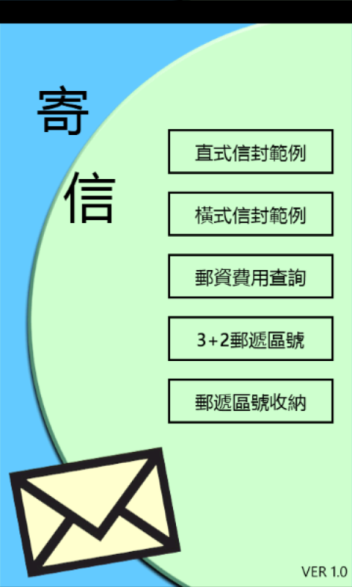 寄
信
直式信封範例
橫式信封範例
郵資費用查詢
3+2郵遞區號
郵遞區號收納
VER 1.0